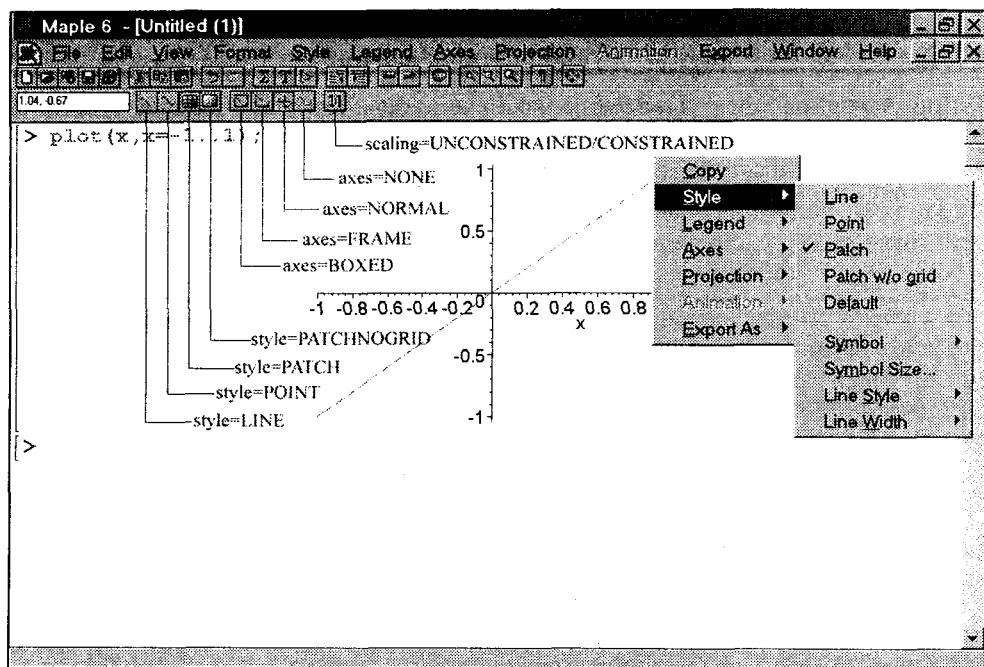 Maple 6 - [Untitled (1)]
File Edit View Format Style Legend Axes Projection Animation Export Window Help
1.04, -0.67
> plot(x,x=-1..1);
scaling=UNCONSTRAINED/CONSTRAINED
axes=NONE
axes=NORMAL
axes=FRAME
axes=BOXED
style=PATCHNOGRID
style=PATCH
style=POINT
style=LINE
1
0.5
-1 -0.8 -0.6 -0.4 -0.2 0 0.2 0.4 0.6 0.8
x
-0.5
-1
Copy
Style
Legend
Axes
Projection
Animation
Export As
Line
Point
Patch
Patch w/o grid
Default
Symbol
Symbol Size...
Line Style
Line Width
>